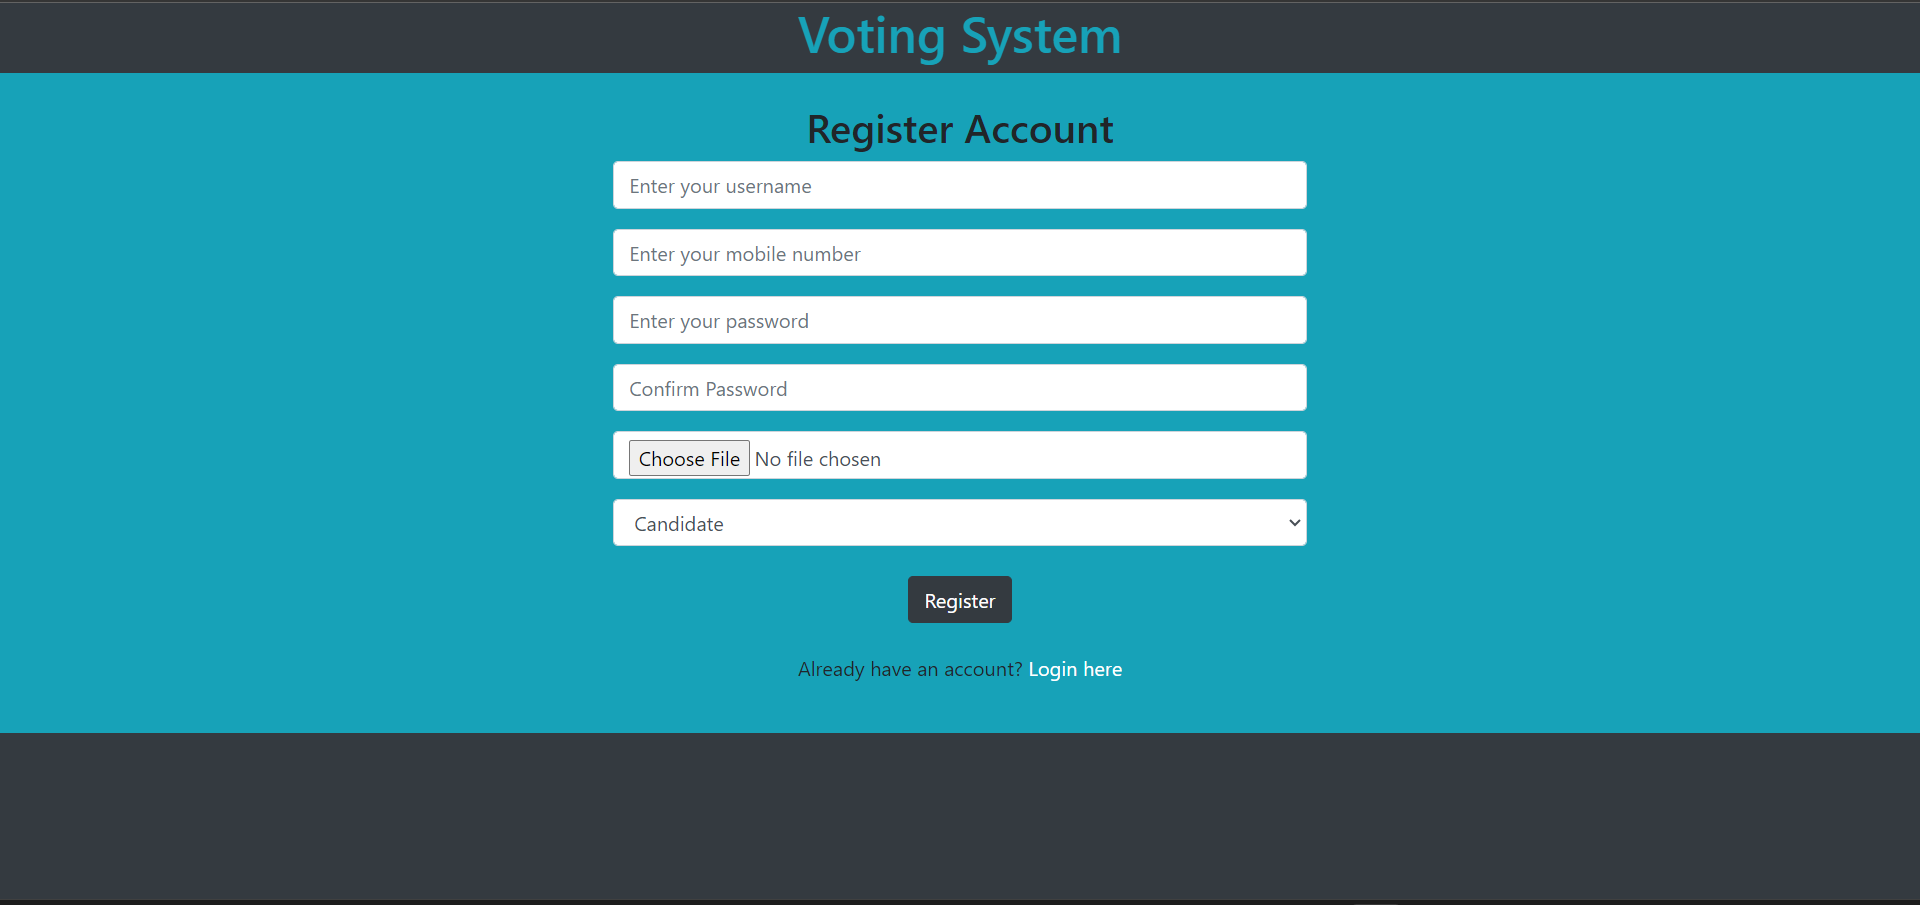 Voting System
Register Account
Enter your username
Enter your mobile number
Enter your password
Confirm Password
Choose File No file chosen
Candidate
Register
Already have an account? Login here